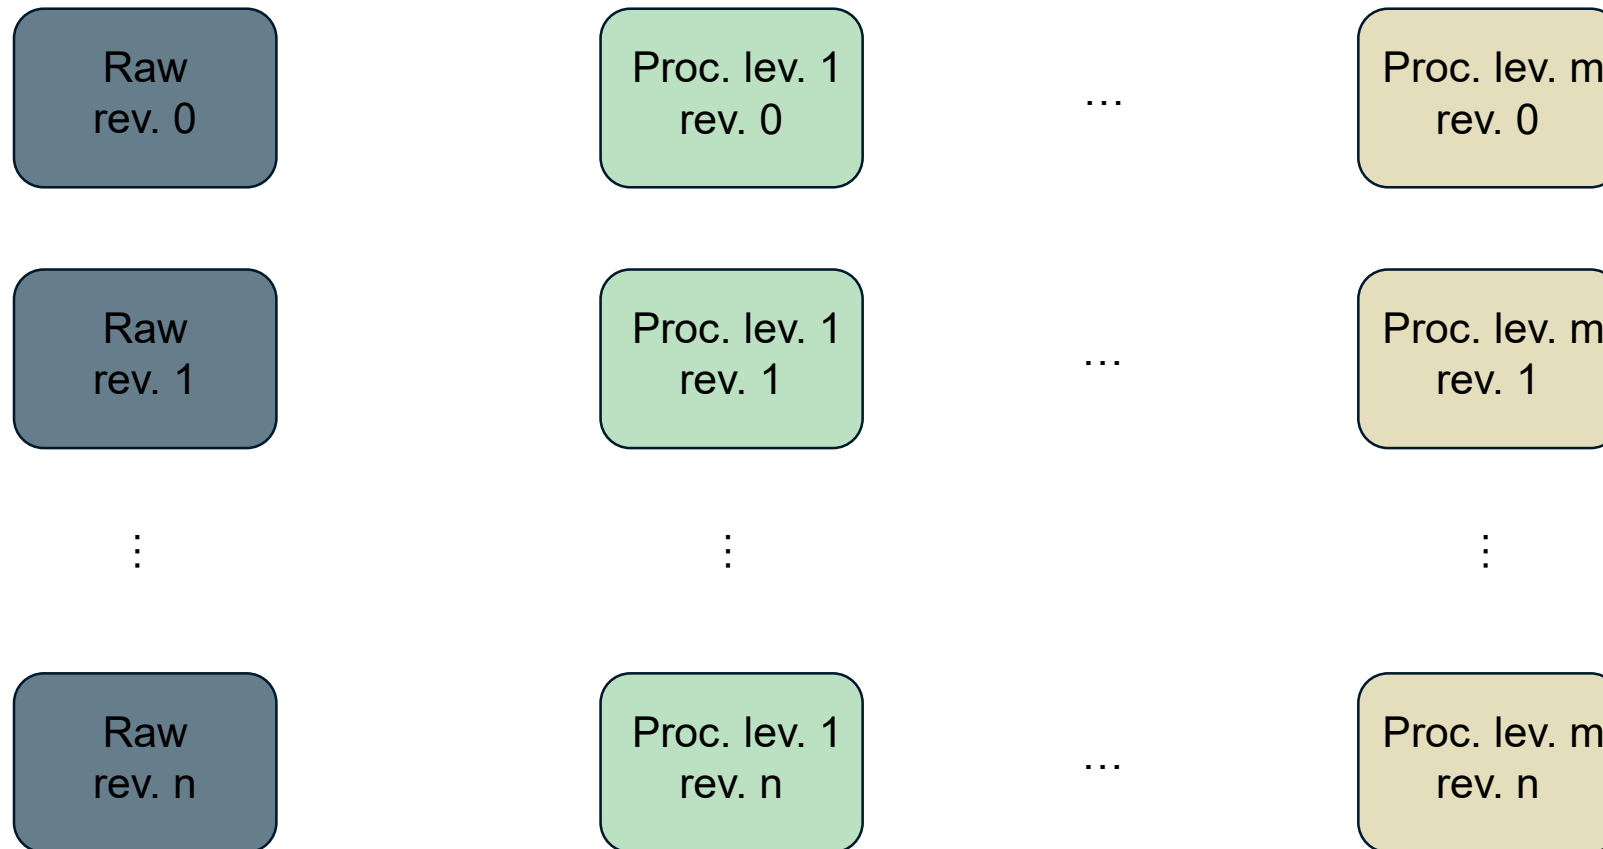 Raw
rev. 0
Proc. lev. 1
rev. 0
...
Proc. lev. m
rev. 0
Raw
rev. 1
Proc. lev. 1
rev. 1
...
Proc. lev. m
rev. 1
⋮
⋮
⋮
Raw
rev. n
Proc. lev. 1
rev. n
...
Proc. lev. m
rev. n